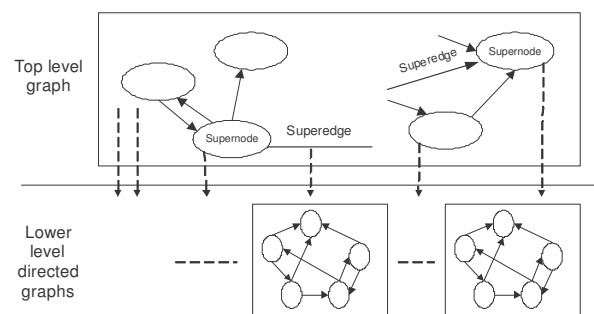 Top level
graph
Supernode
Superedge
Supernode
Superedge
Lower
level
directed
graphs